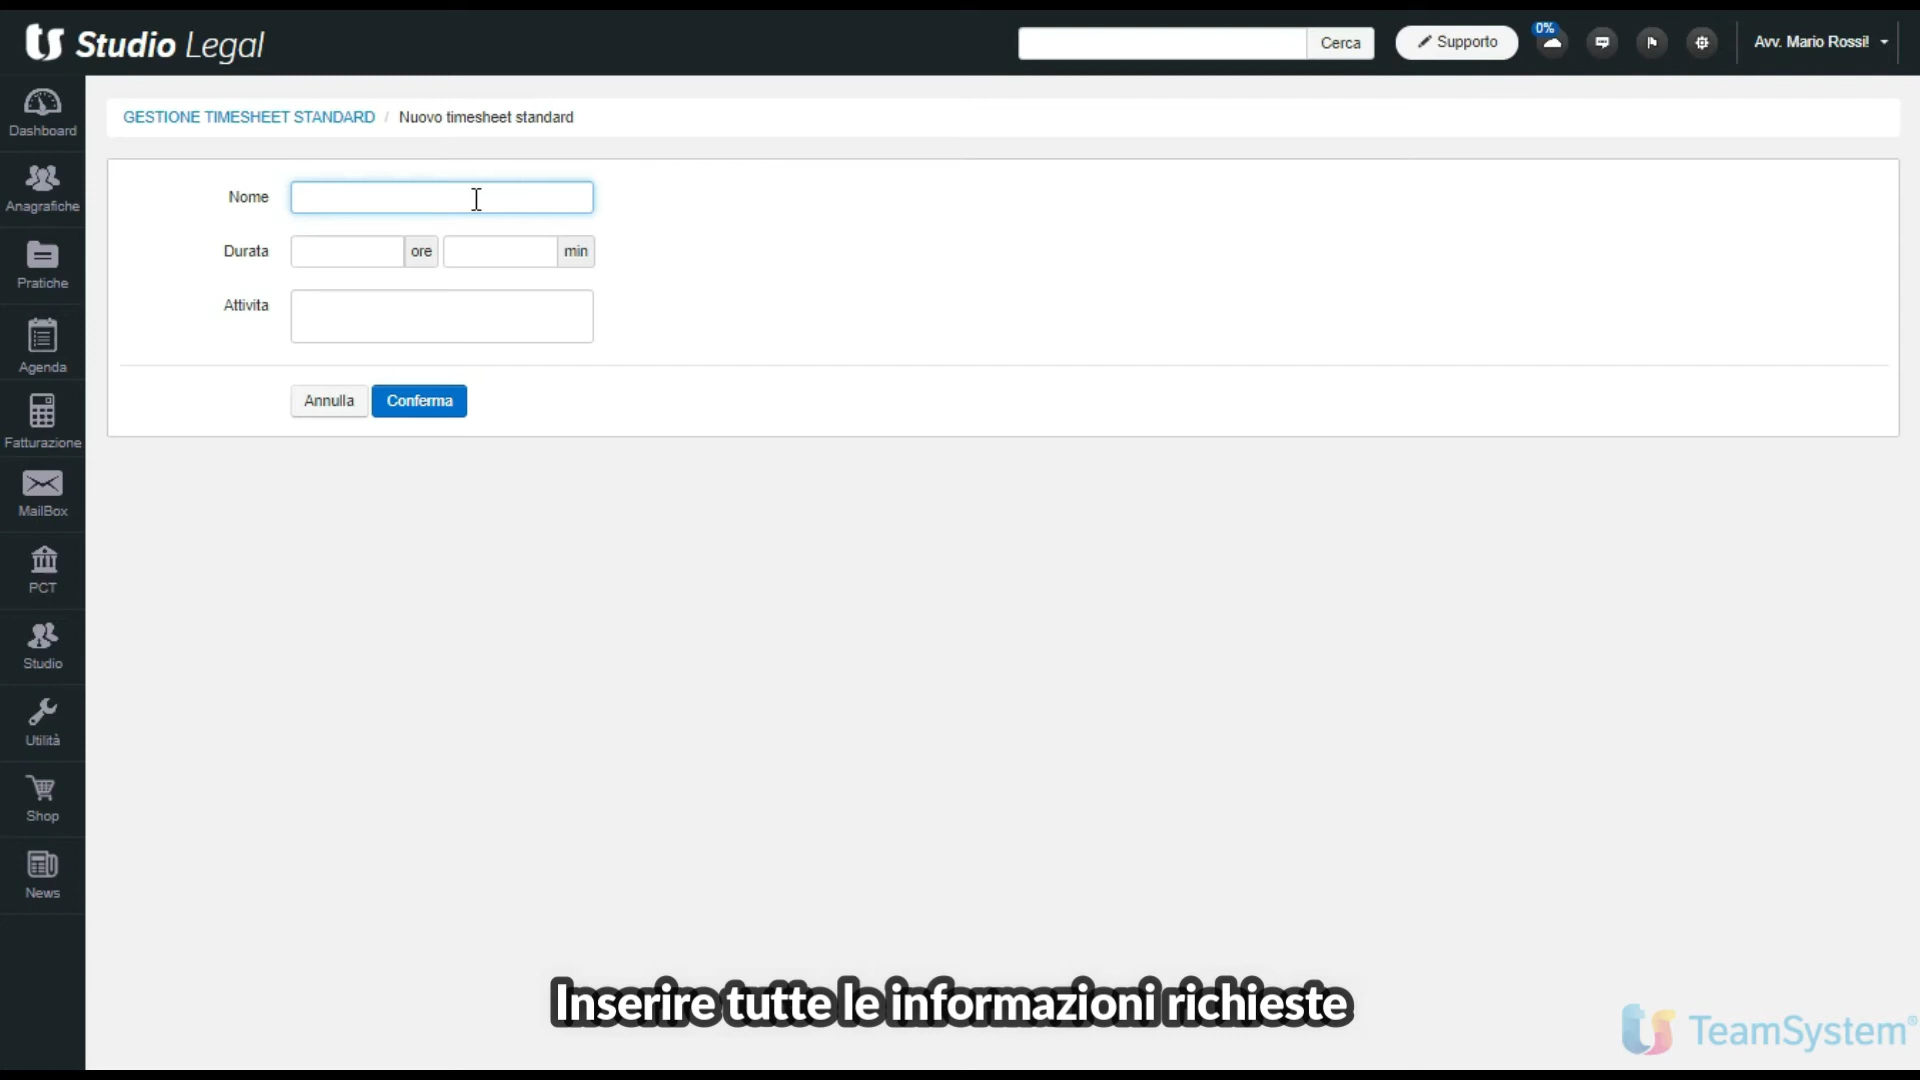 Studio Legal
Cerca
Supporto
0%
Avv. Mario Rossi!
Dashboard
Anagrafiche
Pratiche
Agenda
Fatturazione
MailBox
PCT
Studio
Utilità
Shop
News
GESTIONE TIMESHEET STANDARD / Nuovo timesheet standard
Nome
Durata ore min
Attivita
Annulla Conferma
Inserire tutte le informazioni richieste
TeamSystem®